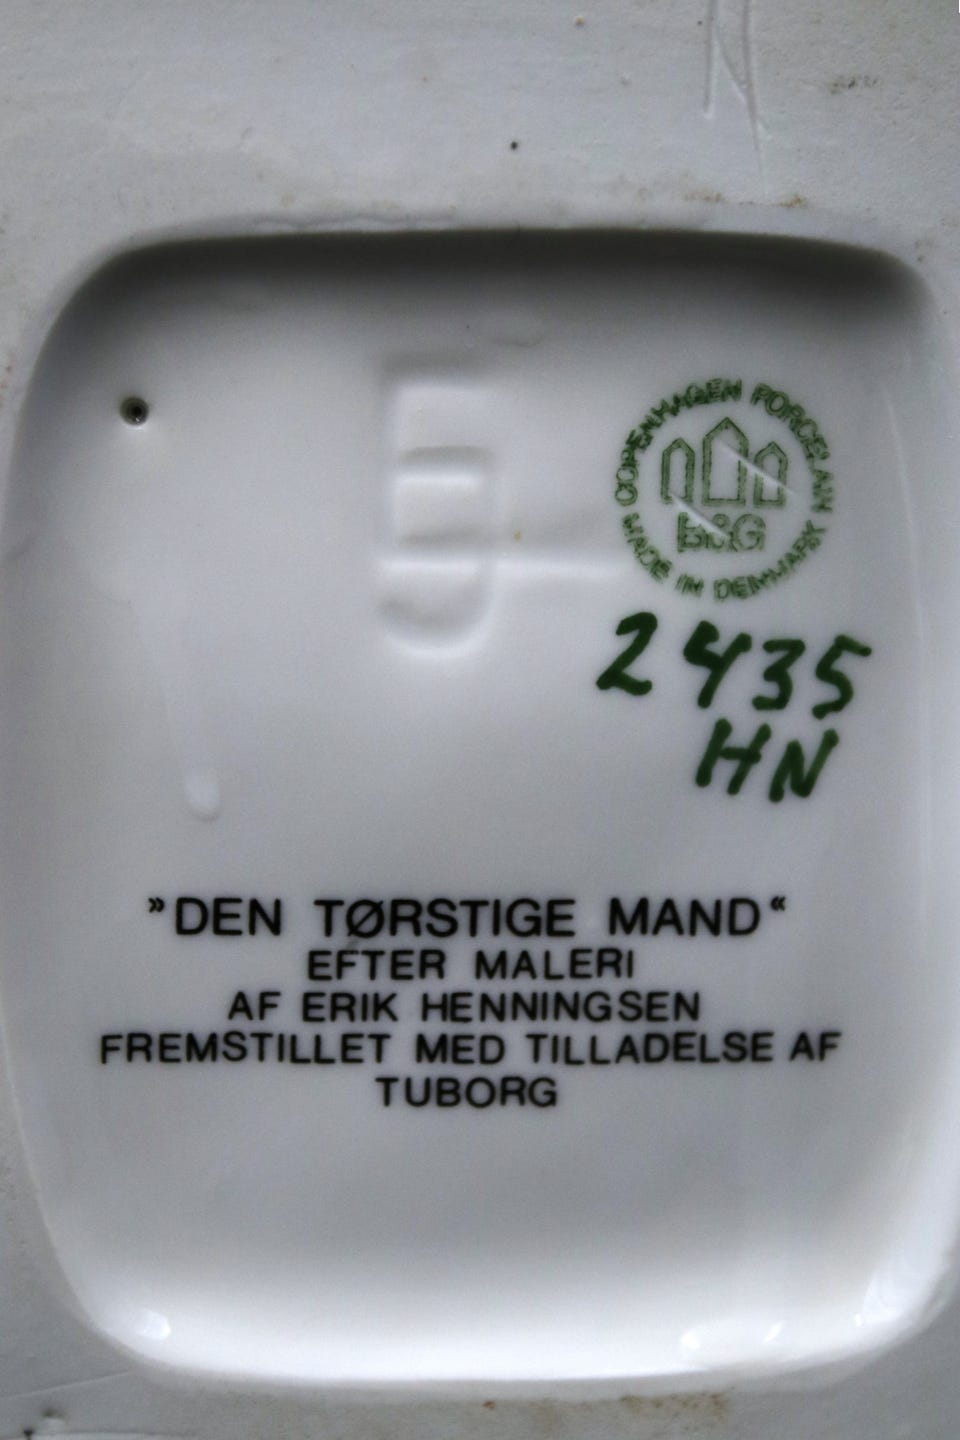 COPENHAGEN PORCELAIN
B&G
MADE IN DENMARK
2435
HN
»DEN TØRSTIGE MAND«
EFTER MALERI
AF ERIK HENNINGSEN
FREMSTILLET MED TILLADELSE AF
TUBORG